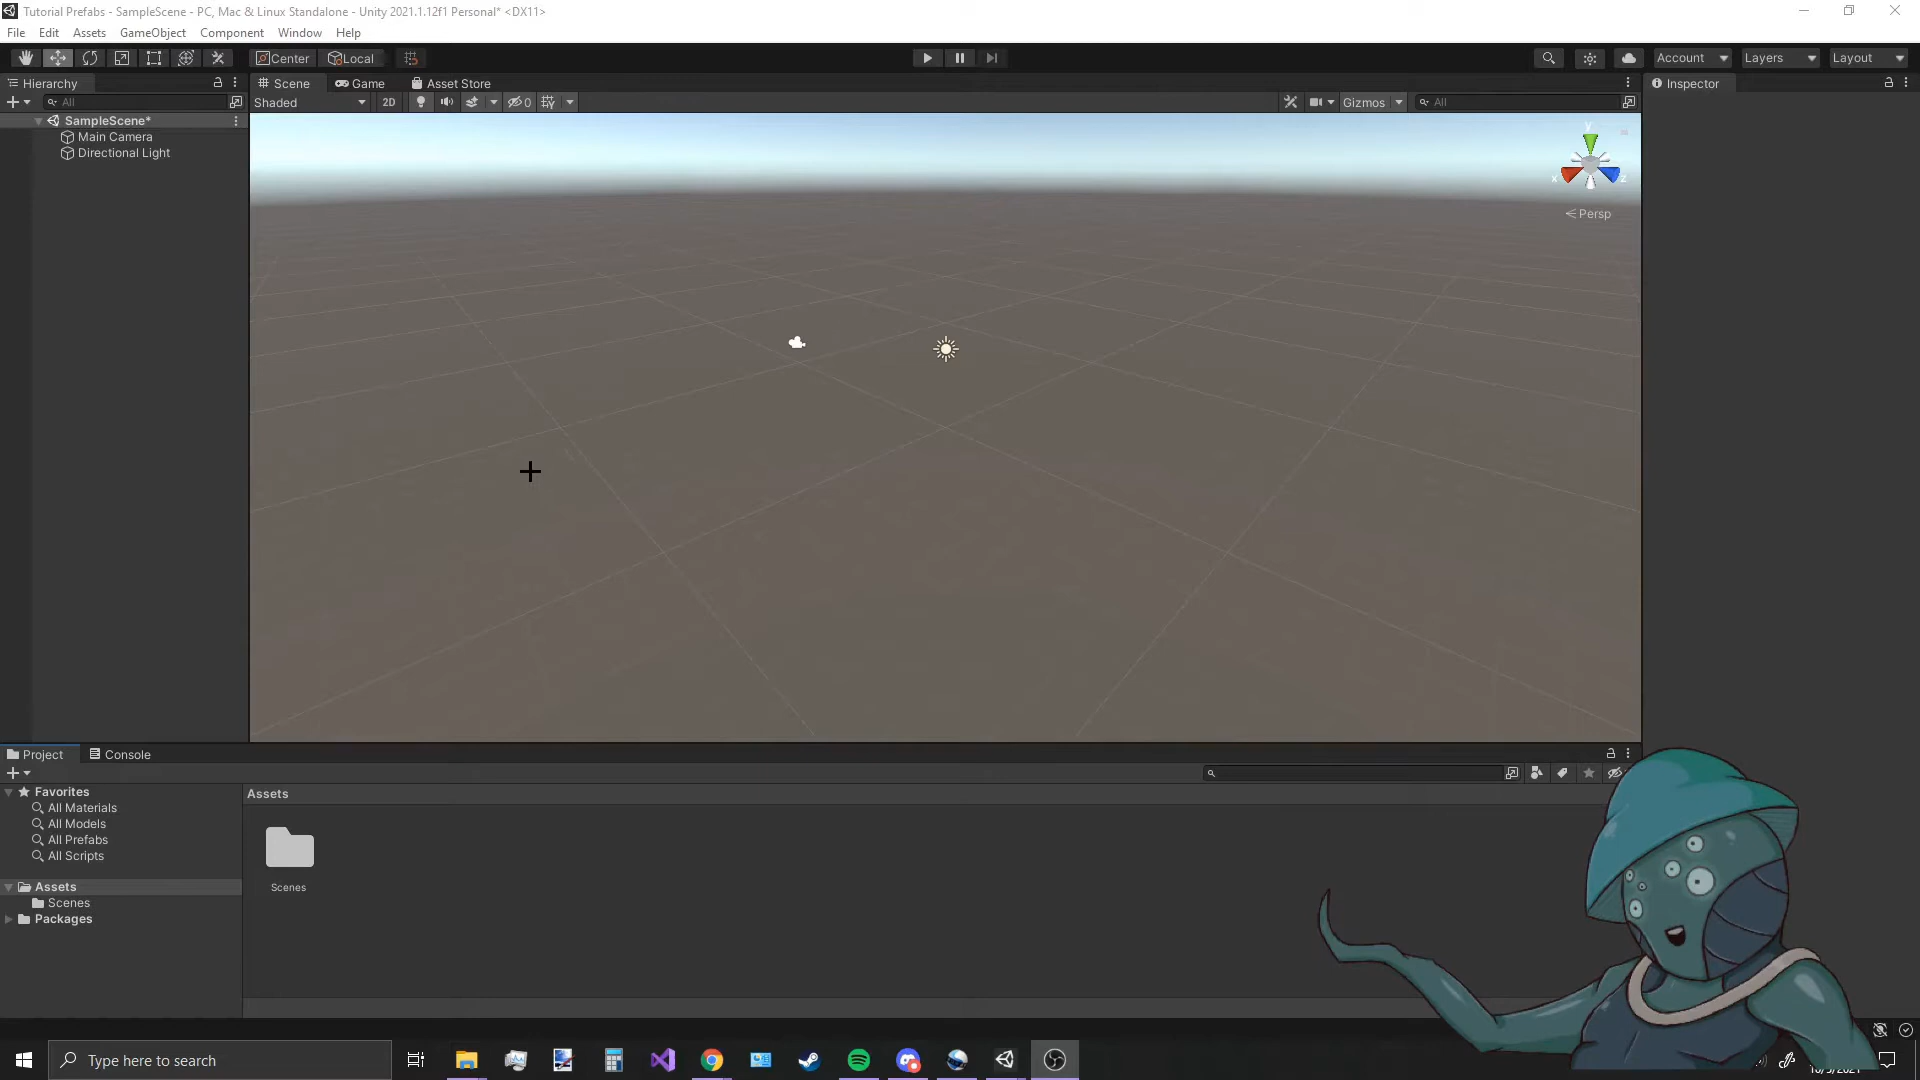 Tutorial Prefabs - SampleScene - PC, Mac & Linux Standalone - Unity 2021.1.12f1 Personal* <DX11>
File Edit Assets GameObject Component Window Help
Center Local Account Layers Layout
Hierarchy Scene Game Asset Store Inspector
All Shaded 2D 0 Gizmos All
SampleScene*
Main Camera
Directional Light
y
x z
Persp
Project Console
Favorites Assets
All Materials
All Models
All Prefabs
All Scripts
Assets Scenes
Scenes
Packages
Type here to search